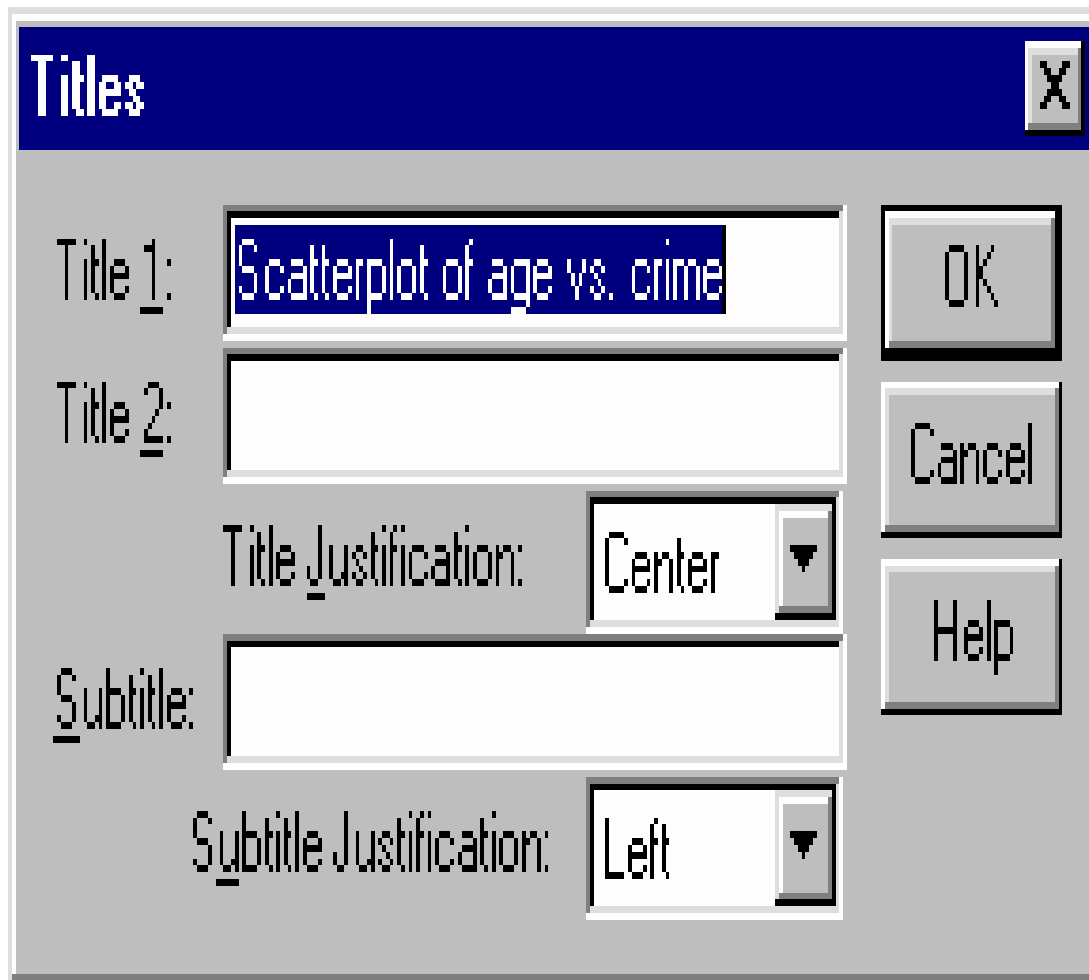 Titles
X
Title 1: Scatterplot of age vs. crime
OK
Title 2:
Cancel
Title Justification: Center
Help
Subtitle:
Subtitle Justification: Left